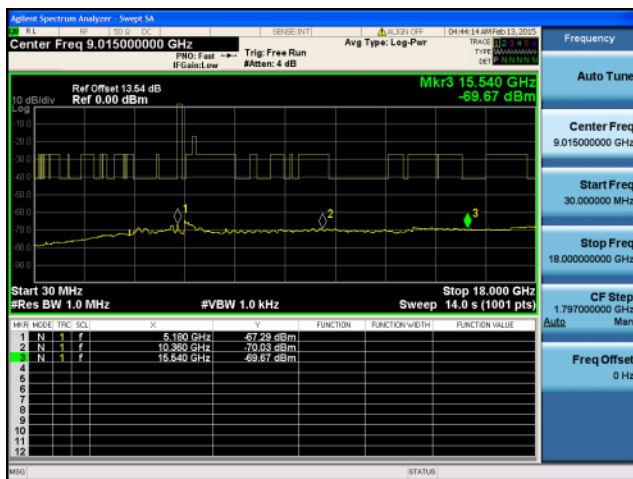 Agilent Spectrum Analyzer - Swept SA
RL RF 50 Ω DC SENSE:INT ALIGN OFF 04:44:14 AM Feb 13, 2015
Center Freq 9.015000000 GHz
PNO: Fast Trig: Free Run Avg Type: Log-Pwr TRACE 1 2 3 4 5 6
IFGain:Low #Atten: 4 dB TYPE
DET P N N N N N
Mkr3 15.540 GHz
-69.67 dBm
Ref Offset 13.54 dB
10 dB/div Ref 0.00 dBm
Log
-10.0
-20.0
-30.0
-40.0
-50.0
-60.0
-70.0
-80.0
-90.0
1
2
3
Start 30 MHz Stop 18.000 GHz
#Res BW 1.0 MHz #VBW 1.0 kHz Sweep 14.0 s (1001 pts)
MKR MODE TRC SCL X Y FUNCTION FUNCTION WIDTH FUNCTION VALUE
1 N 1 f 5.180 GHz -67.29 dBm
2 N 1 f 10.360 GHz -70.03 dBm
3 N 1 f 15.540 GHz -69.67 dBm
4
5
6
7
8
9
10
11
12
MSG STATUS
Frequency
Auto Tune
Center Freq
9.015000000 GHz
Start Freq
30.000000 MHz
Stop Freq
18.000000000 GHz
CF Step
1.797000000 GHz
Auto Man
Freq Offset
0 Hz